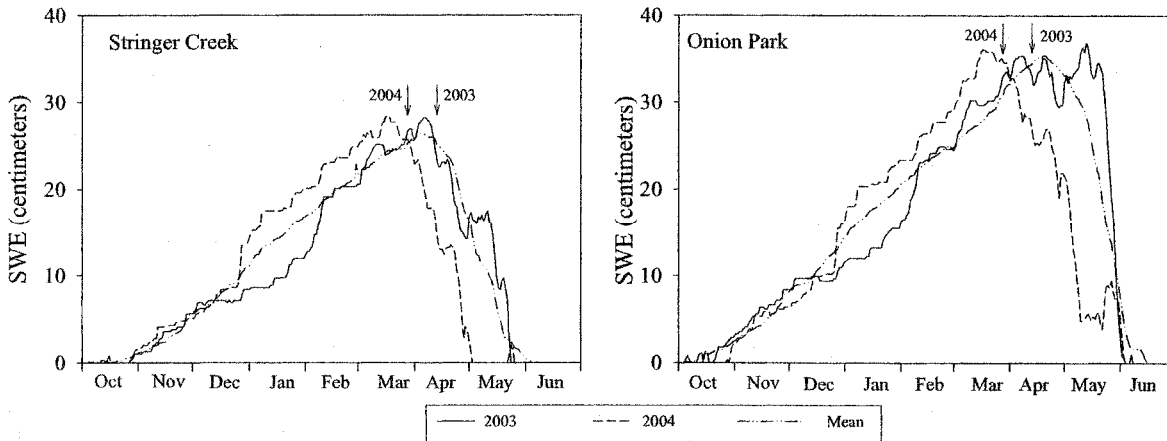 Stringer Creek
SWE (centimeters)
40
30
20
10
0
2004
2003
Oct Nov Dec Jan Feb Mar Apr May Jun
Onion Park
SWE (centimeters)
40
30
20
10
0
2004
2003
Oct Nov Dec Jan Feb Mar Apr May Jun
2003 2004 Mean